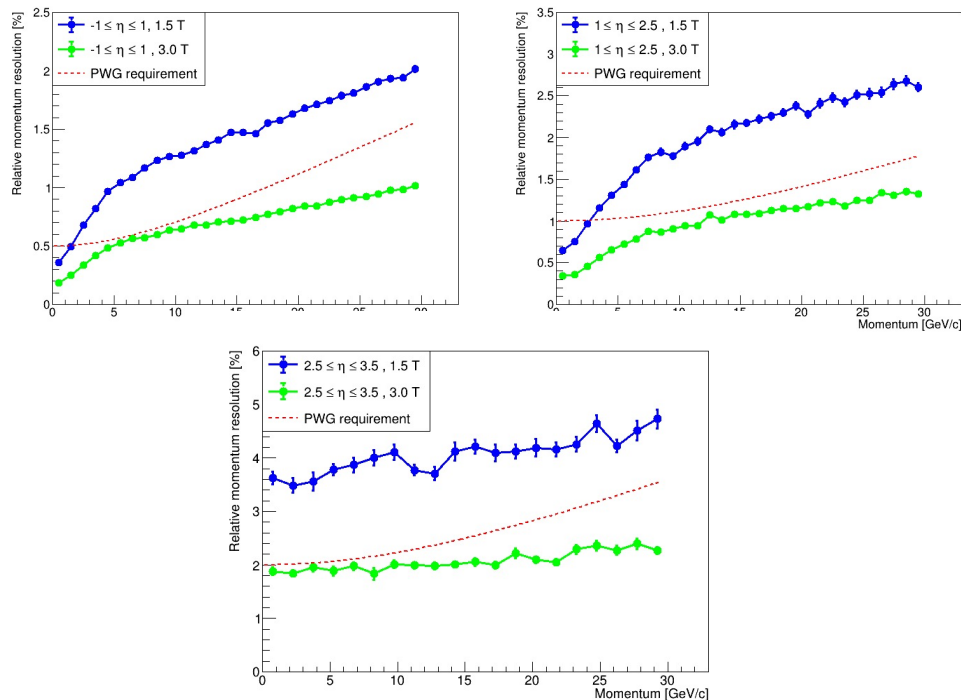 Relative momentum resolution [%]
2.5
2
1.5
1
0.5
0
-1 ≤ η ≤ 1, 1.5 T
-1 ≤ η ≤ 1 , 3.0 T
PWG requirement
0 5 10 15 20 25 30
Relative momentum resolution [%]
3.5
3
2.5
2
1.5
1
0.5
0
1 ≤ η ≤ 2.5 , 1.5 T
1 ≤ η ≤ 2.5 , 3.0 T
PWG requirement
0 5 10 15 20 25 30
Momentum [GeV/c]
Relative momentum resolution [%]
6
5
4
3
2
1
0
2.5 ≤ η ≤ 3.5 , 1.5 T
2.5 ≤ η ≤ 3.5 , 3.0 T
PWG requirement
0 5 10 15 20 25 30
Momentum [GeV/c]